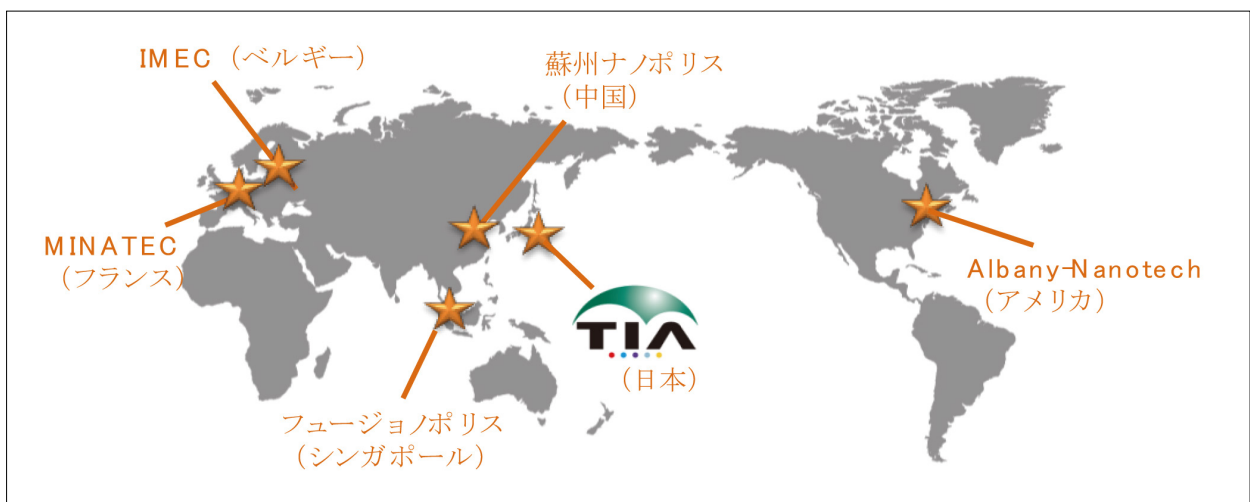 IMEC（ベルギー）
蘇州ナノポリス
（中国）
MINATEC
（フランス）
Albany-Nanotech
（アメリカ）
TIA
（日本）
フュージョノポリス
（シンガポール）